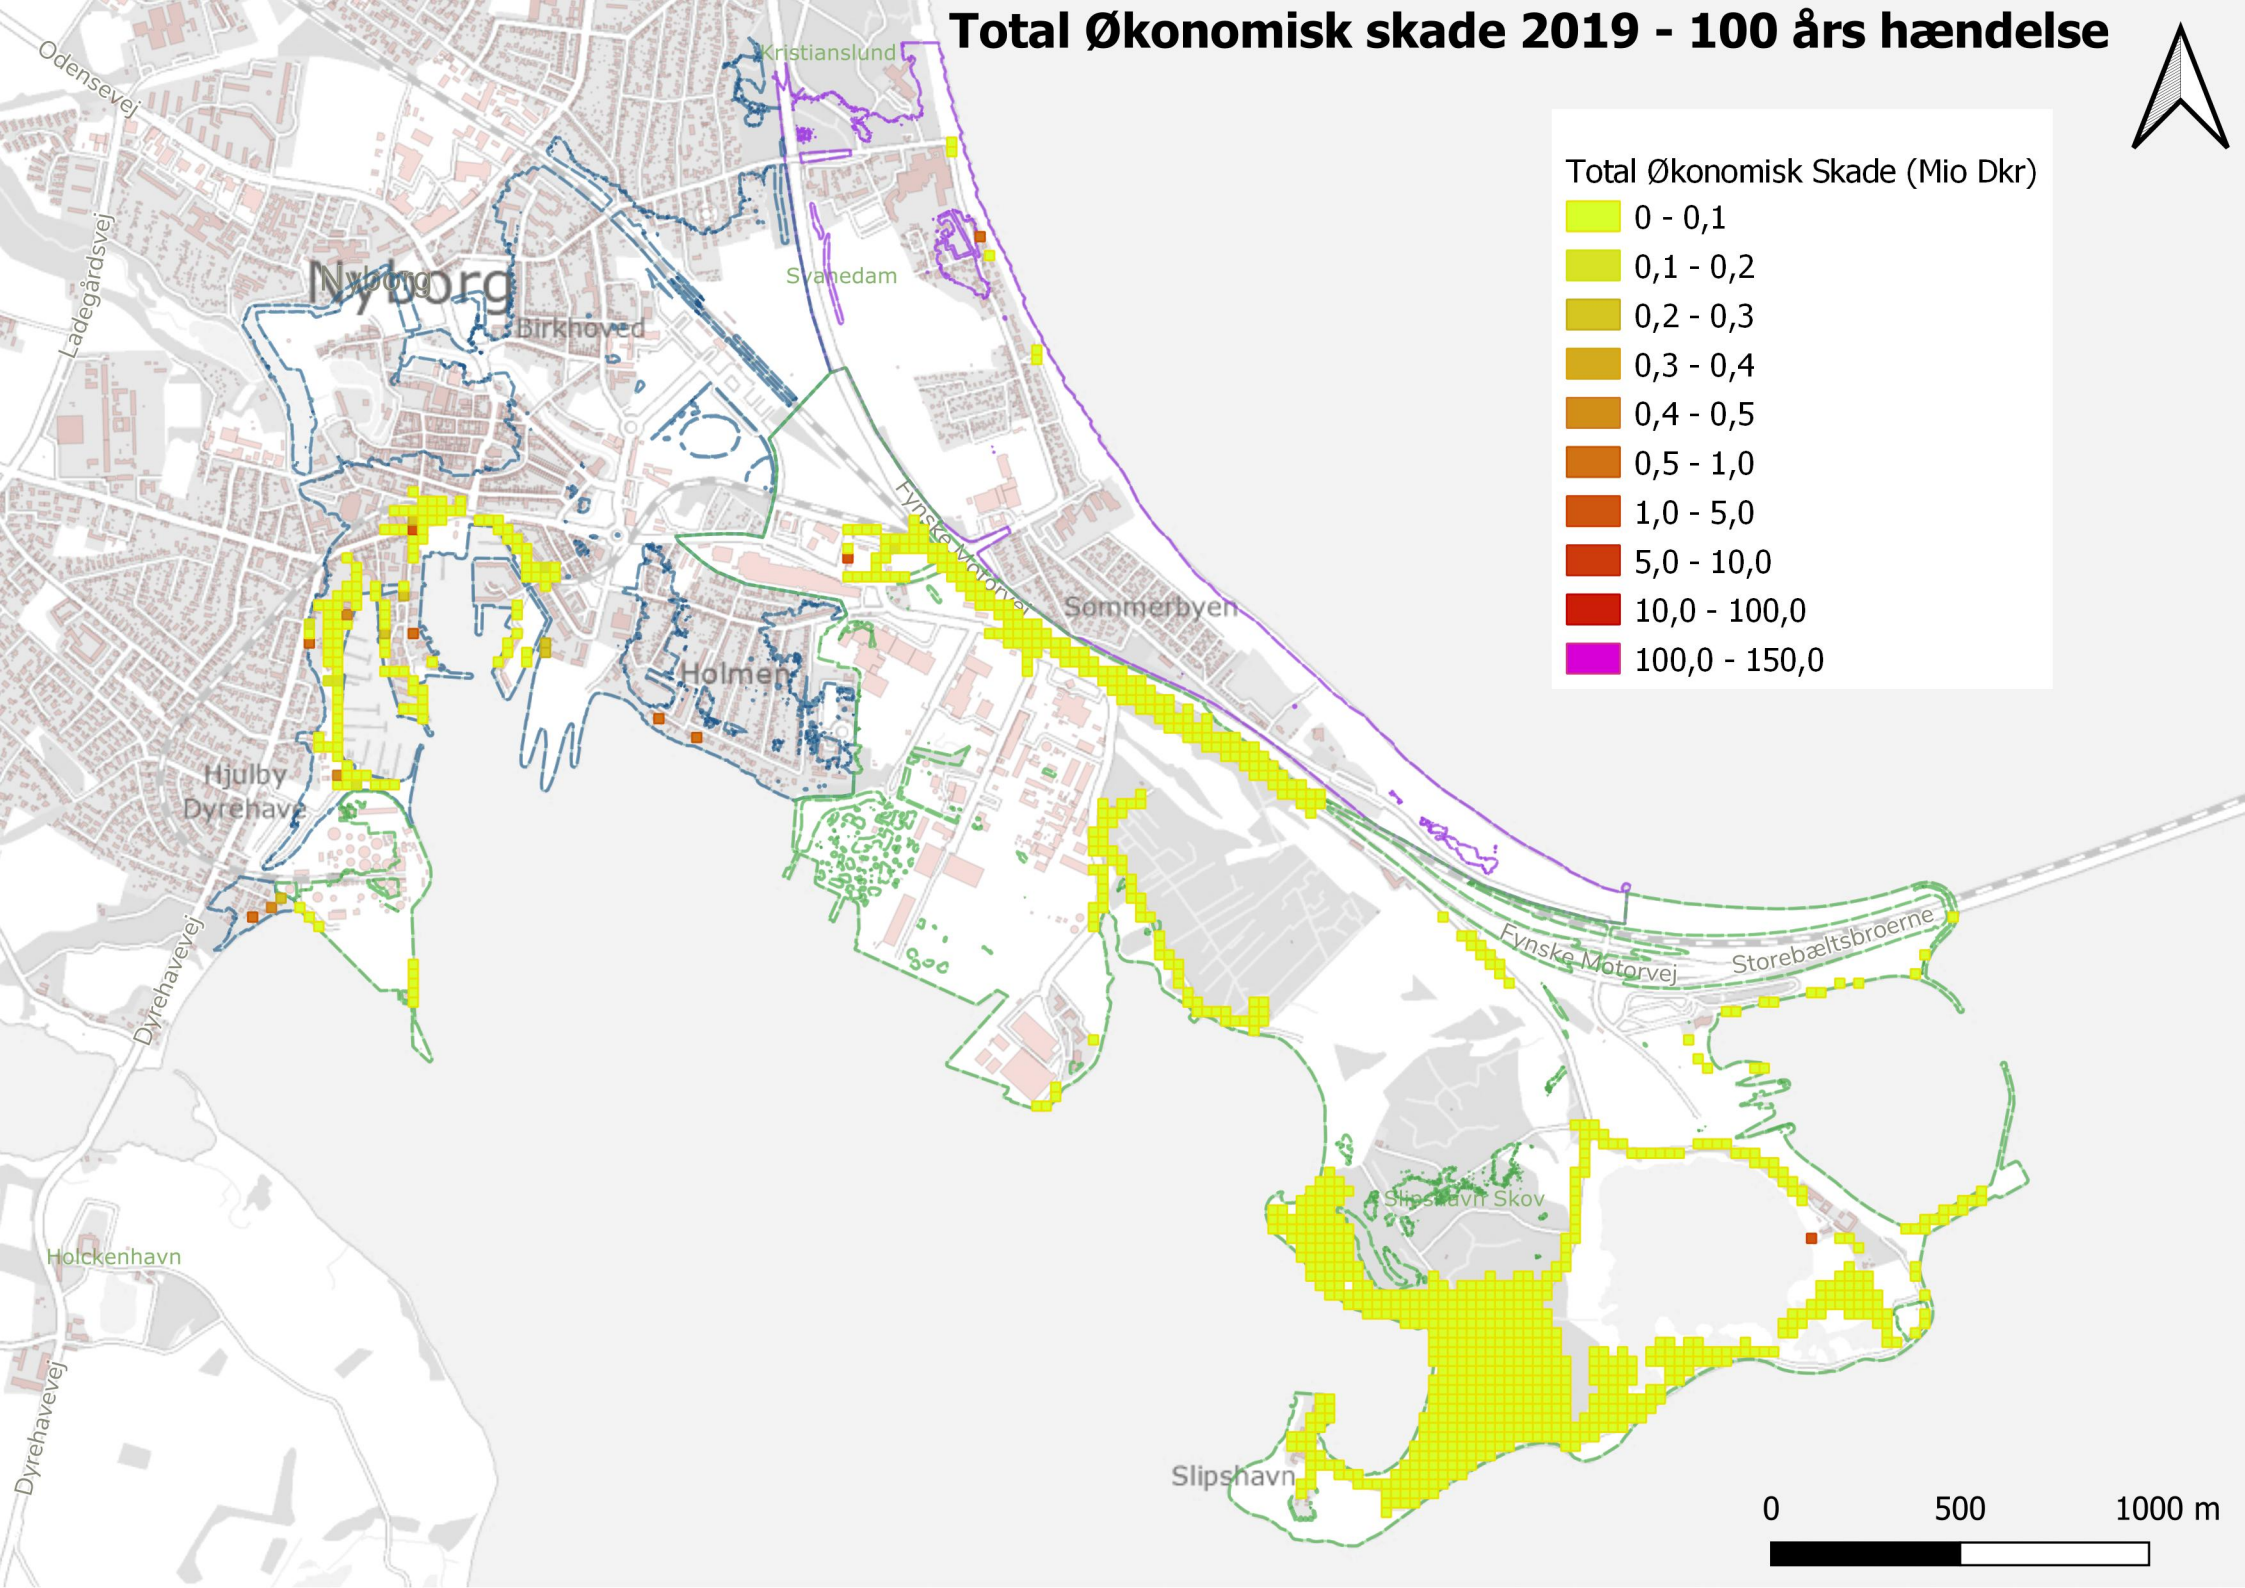 Total Økonomisk skade 2019 - 100 års hændelse
Total Økonomisk Skade (Mio Dkr)
0 - 0,1
0,1 - 0,2
0,2 - 0,3
0,3 - 0,4
0,4 - 0,5
0,5 - 1,0
1,0 - 5,0
5,0 - 10,0
10,0 - 100,0
100,0 - 150,0
Kristianslund
Odensevej
Ladegårdsvej
Nyborg
Nyborg
Svanedam
Birkhoved
Fynske Motorvej
Sommerbyen
Holmen
Hjulby
Dyrehave
Dyrehavevej
Fynske Motorvej
Storebæltsbroerne
Slipshavn Skov
Holckenhavn
Dyrehavevej
Slipshavn
0 500 1000 m